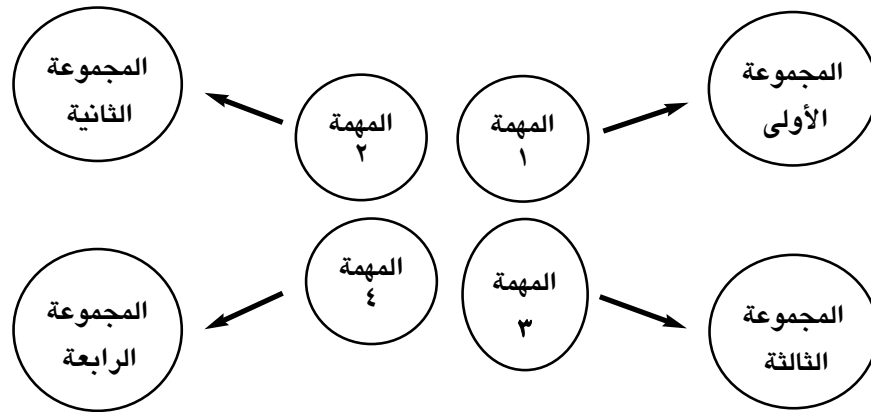 المجموعة
الأولى
المهمة
١
المهمة
٢
المجموعة
الثانية
المجموعة
الثالثة
المهمة
٣
المهمة
٤
المجموعة
الرابعة